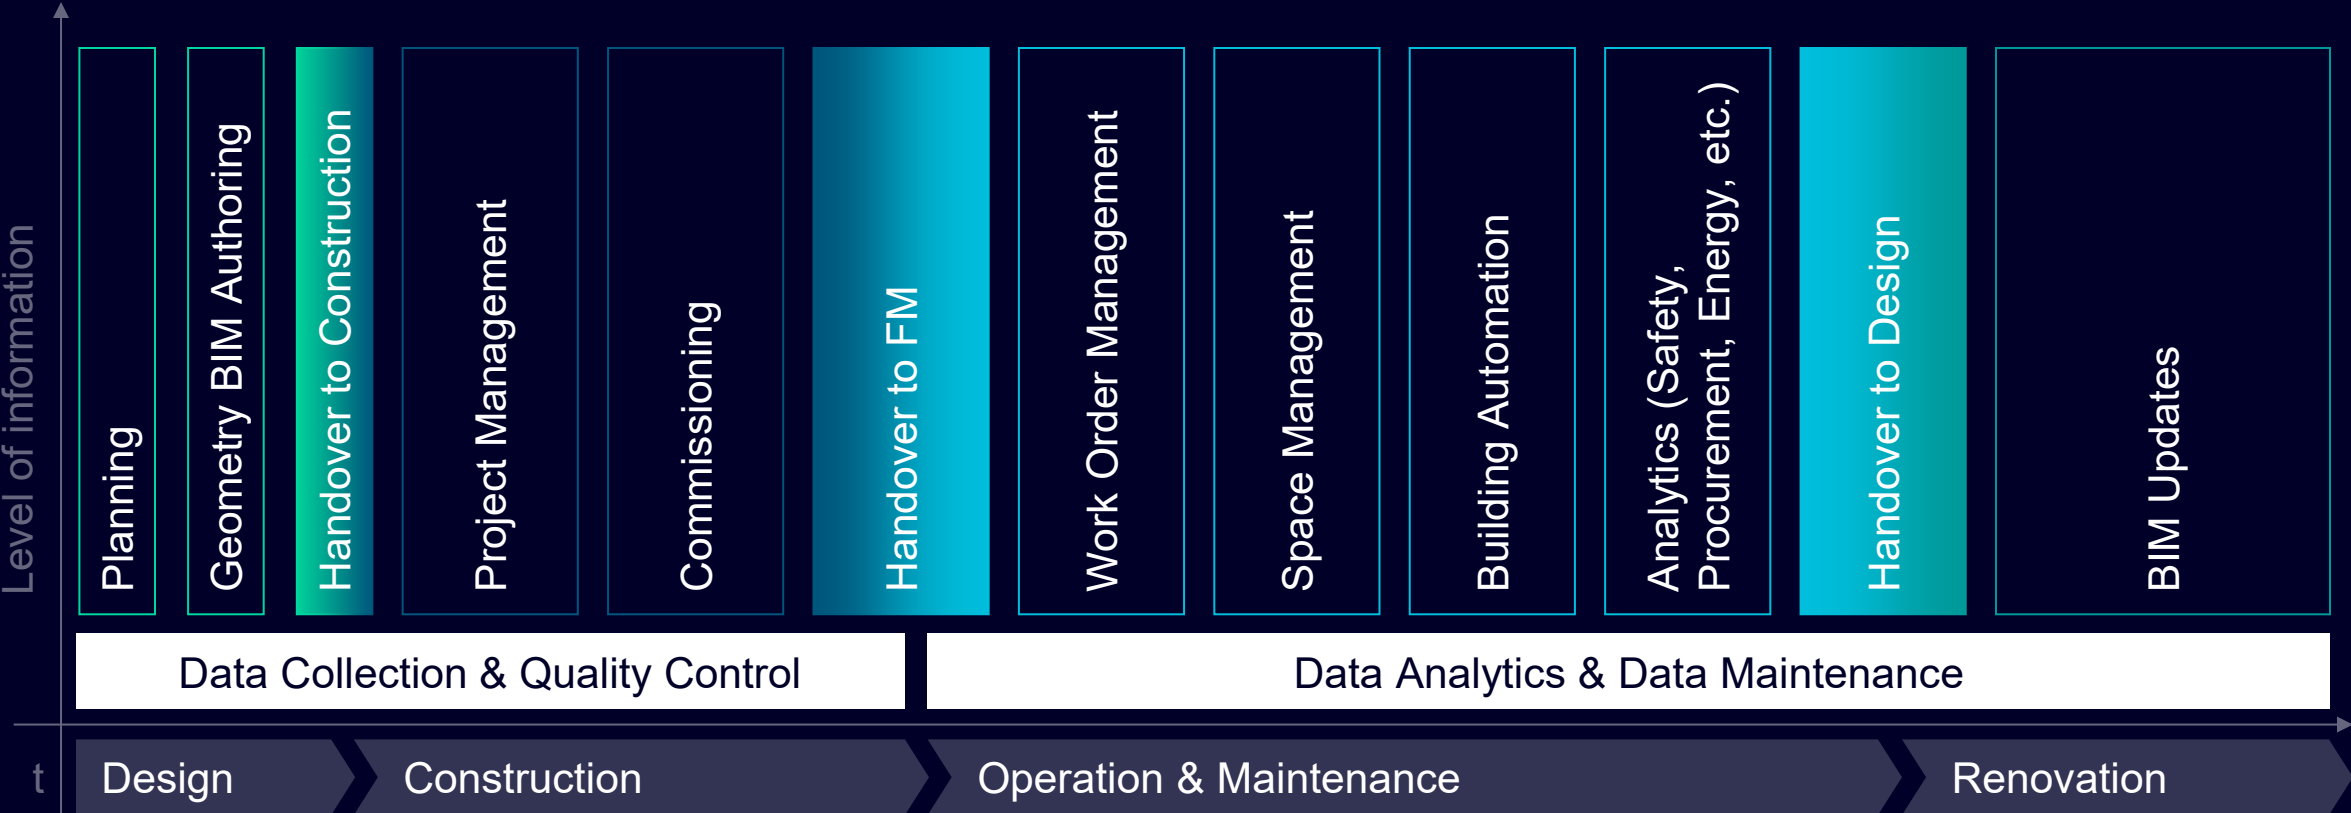 Level of information
Planning
Geometry BIM Authoring
Handover to Construction
Project Management
Commissioning
Handover to FM
Work Order Management
Space Management
Building Automation
Analytics (Safety,
Procurement, Energy, etc.)
Handover to Design
BIM Updates
Data Collection & Quality Control
Data Analytics & Data Maintenance
t
Design
Construction
Operation & Maintenance
Renovation